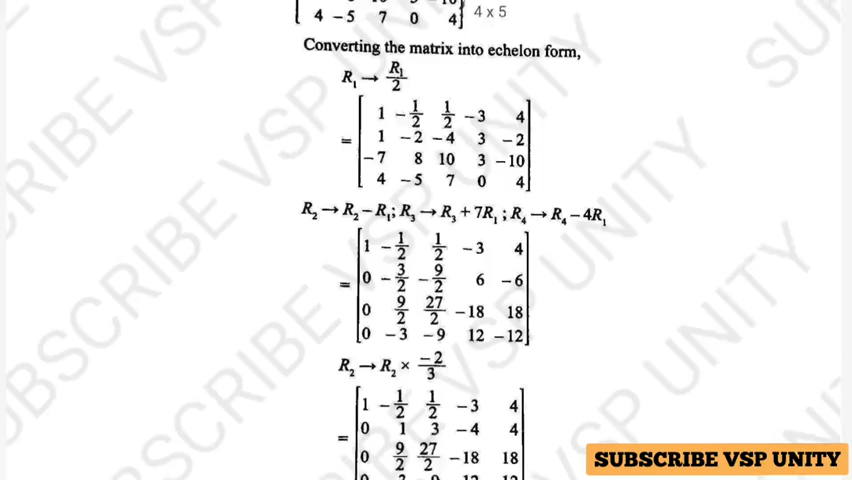 4 -5 7 0 4] 4 x 5
Converting the matrix into echelon form,
R₁ → R₁/2
= [1 -1/2 1/2 -3 4
1 -2 -4 3 -2
-7 8 10 3 -10
4 -5 7 0 4]
R₂ → R₂ - R₁; R₃ → R₃ + 7R₁ ; R₄ → R₄ - 4R₁
= [1 -1/2 1/2 -3 4
0 -3/2 -9/2 6 -6
0 9/2 27/2 -18 18
0 -3 -9 12 -12]
R₂ → R₂ × -2/3
= [1 -1/2 1/2 -3 4
0 1 3 -4 4
0 9/2 27/2 -18 18
SUBSCRIBE VSP UNITY
SUBSCRIBE VSP UNITY